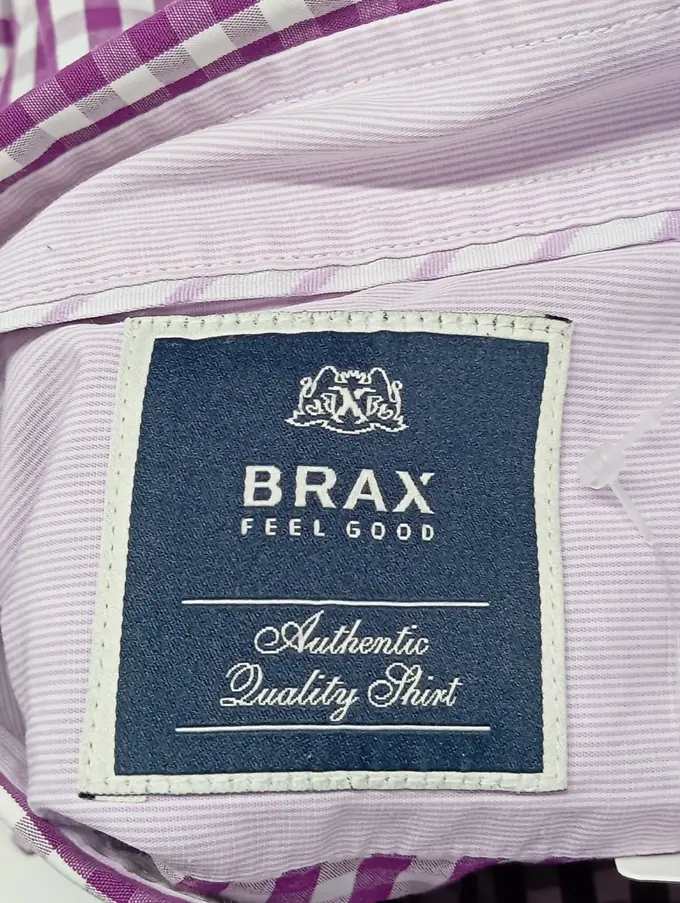 BRAX
FEEL GOOD
Authentic
Quality Shirt